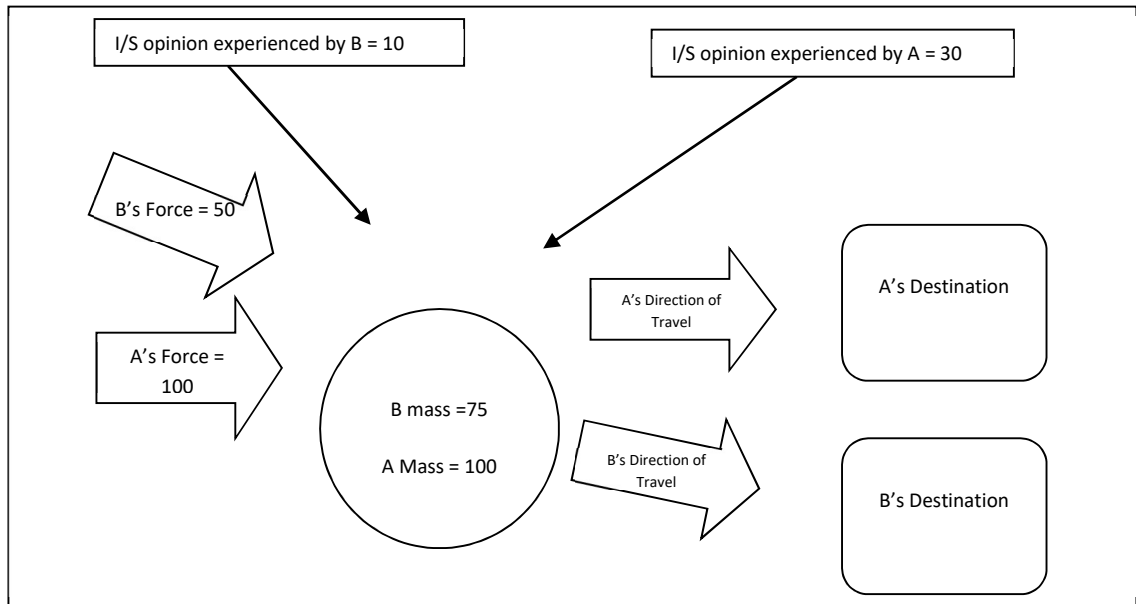 I/S opinion experienced by B = 10
I/S opinion experienced by A = 30
B's Force = 50
A's Force =
100
B mass =75
A Mass = 100
A's Direction of
Travel
B's Direction of
Travel
A's Destination
B's Destination